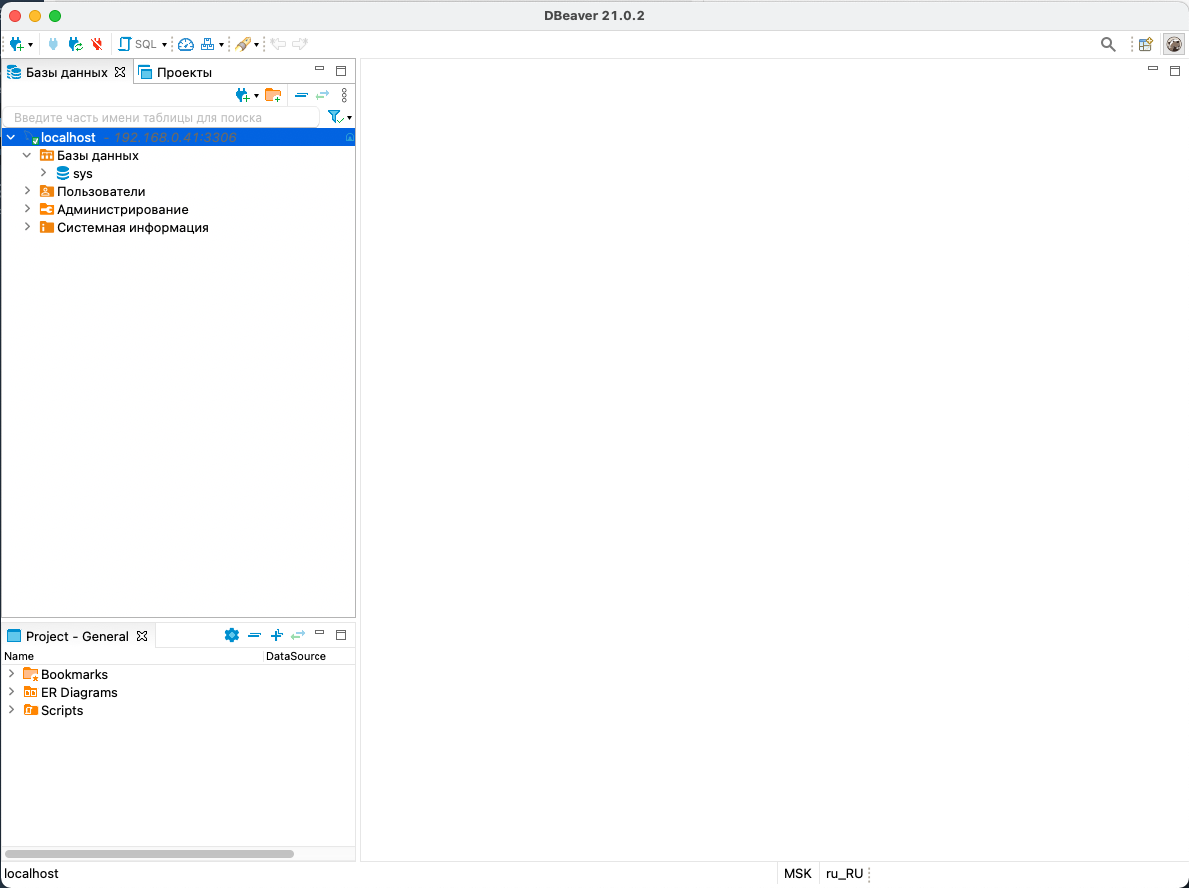 DBeaver 21.0.2
SQL
Базы данных Проекты
Введите часть имени таблицы для поиска
localhost - 192.168.0.41:3306
Базы данных
sys
Пользователи
Администрирование
Системная информация
Project - General
Name DataSource
Bookmarks
ER Diagrams
Scripts
localhost MSK ru_RU